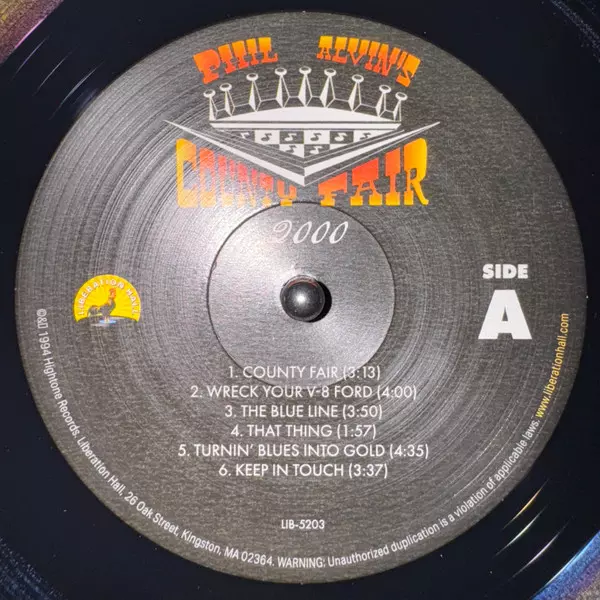 PHIL ALVIN'S
COUNTY FAIR
2000
LIBERATION HALL
SIDE
A
1. COUNTY FAIR (3:13)
2. WRECK YOUR V-8 FORD (4:00)
3. THE BLUE LINE (3:50)
4. THAT THING (1:57)
5. TURNIN' BLUES INTO GOLD (4:35)
6. KEEP IN TOUCH (3:37)
LIB-5203
©&℗ 1994 Hightone Records. Liberation Hall, 26 Oak Street, Kingston, MA 02364. WARNING: Unauthorized duplication is a violation of applicable laws. www.liberationhall.com